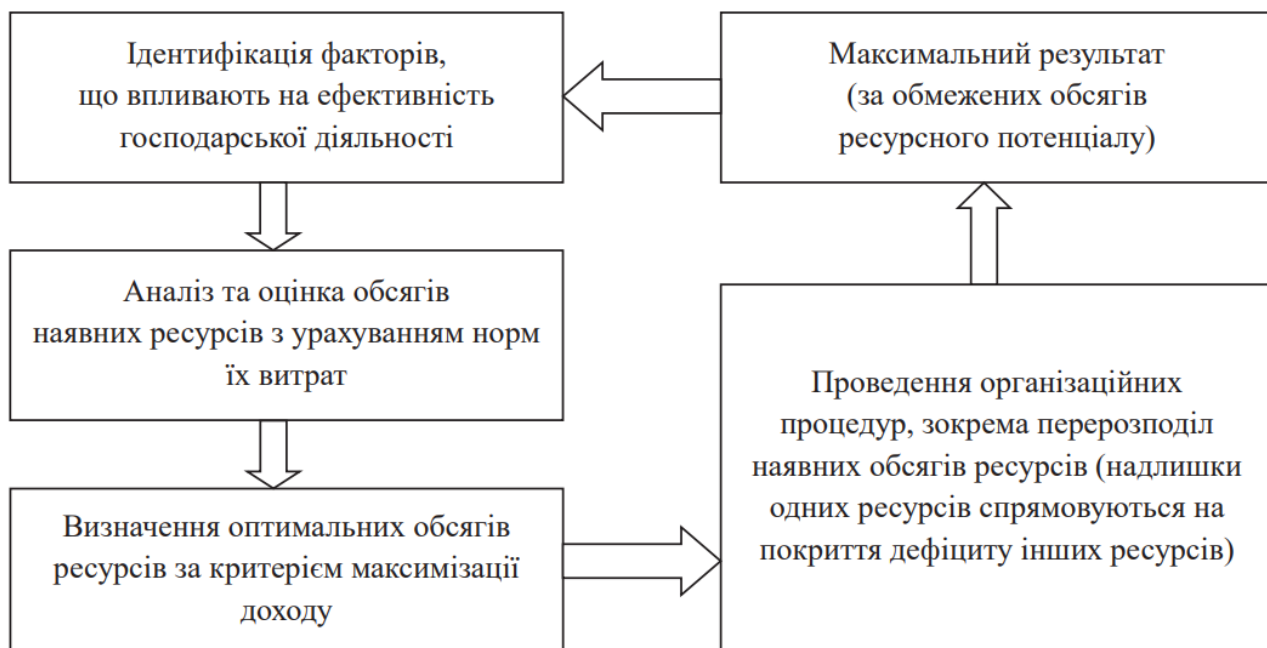 Ідентифікація факторів,
що впливають на ефективність
господарської діяльності
Аналіз та оцінка обсягів
наявних ресурсів з урахуванням норм
їх витрат
Визначення оптимальних обсягів
ресурсів за критерієм максимізації
доходу
Проведення організаційних
процедур, зокрема перерозподіл
наявних обсягів ресурсів (надлишки
одних ресурсів спрямовуються на
покриття дефіциту інших ресурсів)
Максимальний результат
(за обмежених обсягів
ресурсного потенціалу)